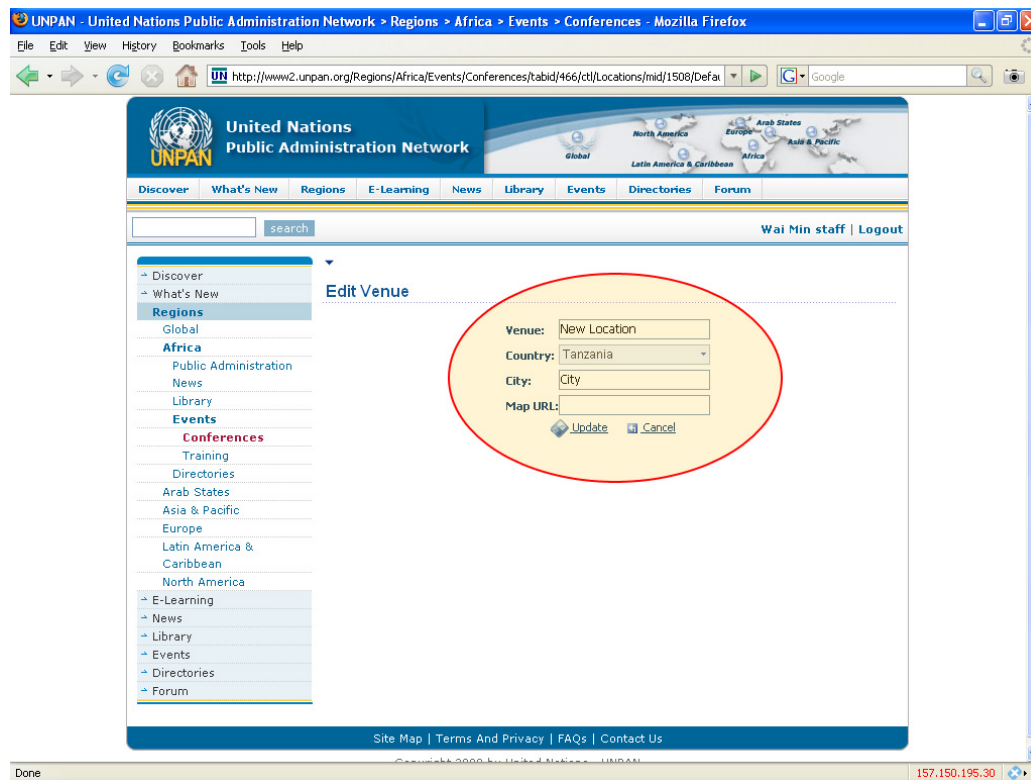 UNPAN - United Nations Public Administration Network > Regions > Africa > Events > Conferences - Mozilla Firefox
File Edit View History Bookmarks Tools Help
UN http://www2.unpan.org/Regions/Africa/Events/Conferences/tabid/466/ctl/Locations/mid/1508/Defau G Google
UNPAN
United Nations
Public Administration Network
Global
North America
Latin America & Caribbean
Europe
Africa
Arab States
Asia & Pacific
Discover What's New Regions E-Learning News Library Events Directories Forum
search Wai Min staff | Logout
Discover
What's New
Regions
Global
Africa
Public Administration
News
Library
Events
Conferences
Training
Directories
Arab States
Asia & Pacific
Europe
Latin America &
Caribbean
North America
E-Learning
News
Library
Events
Directories
Forum
Edit Venue
Venue: New Location
Country: Tanzania
City: City
Map URL:
Update Cancel
Site Map | Terms And Privacy | FAQs | Contact Us
Done 157.150.195.30